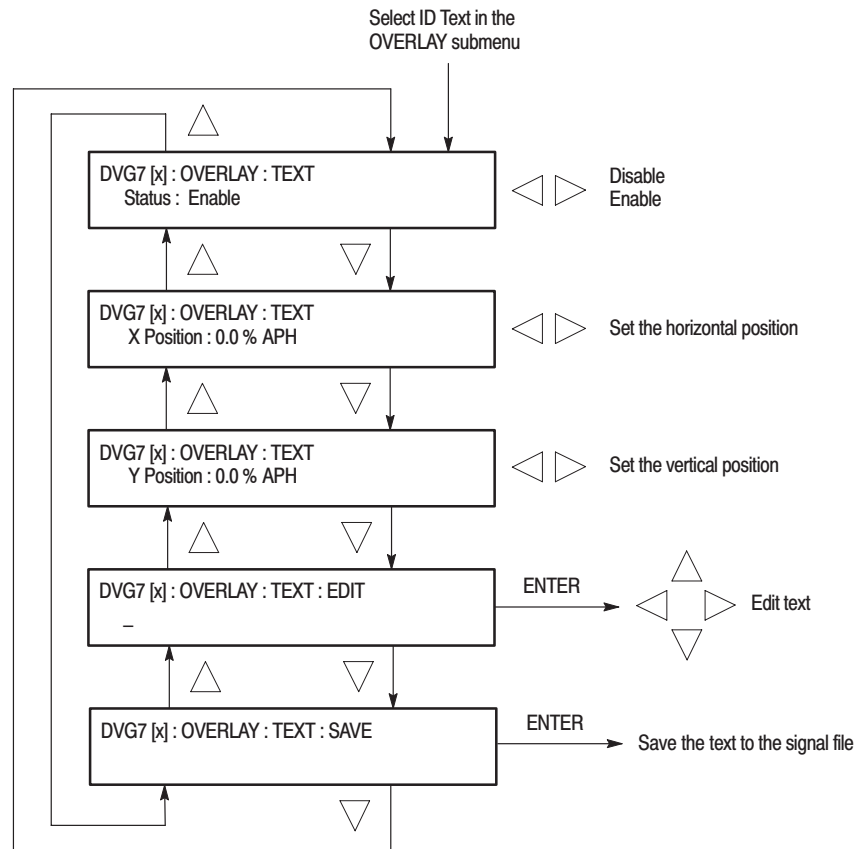 Select ID Text in the
OVERLAY submenu
DVG7 [x] : OVERLAY : TEXT
Status : Enable
Disable
Enable
DVG7 [x] : OVERLAY : TEXT
X Position : 0.0 % APH
Set the horizontal position
DVG7 [x] : OVERLAY : TEXT
Y Position : 0.0 % APH
Set the vertical position
DVG7 [x] : OVERLAY : TEXT : EDIT
_
ENTER
Edit text
DVG7 [x] : OVERLAY : TEXT : SAVE
ENTER
Save the text to the signal file